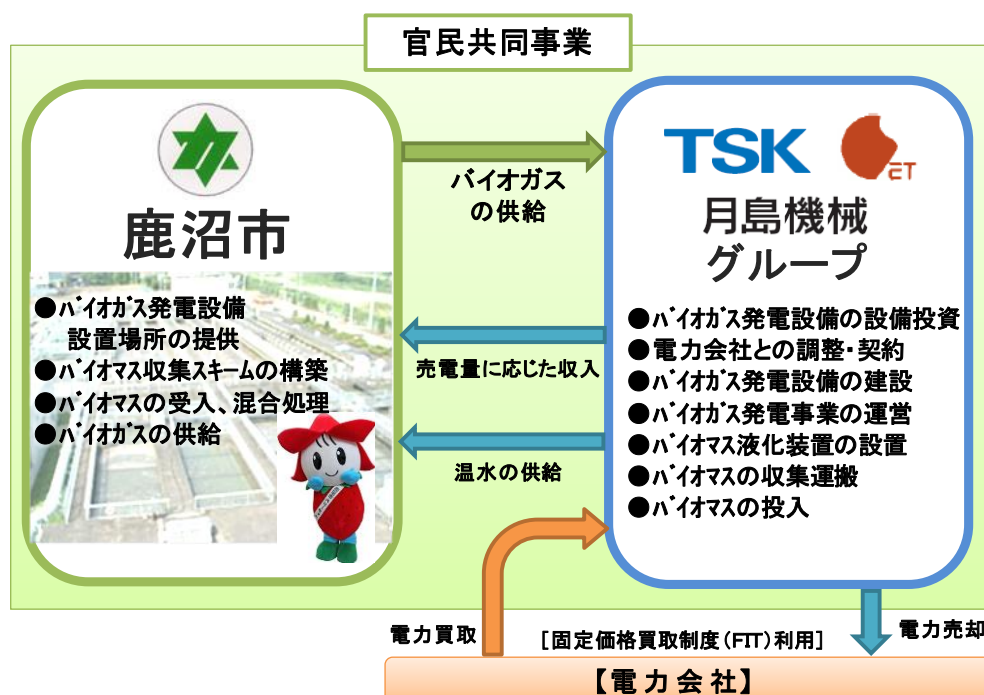 官民共同事業
鹿沼市
●バイオガス発電設備
設置場所の提供
●バイオマス収集スキームの構築
●バイオマスの受入、混合処理
●バイオガスの供給
バイオガス
の供給
売電量に応じた収入
温水の供給
TSK
ET
月島機械
グループ
●バイオガス発電設備の設備投資
●電力会社との調整・契約
●バイオガス発電設備の建設
●バイオガス発電事業の運営
●バイオマス液化装置の設置
●バイオマスの収集運搬
●バイオマスの投入
電力買取
[固定価格買取制度(FIT)利用]
電力売却
【電力会社】